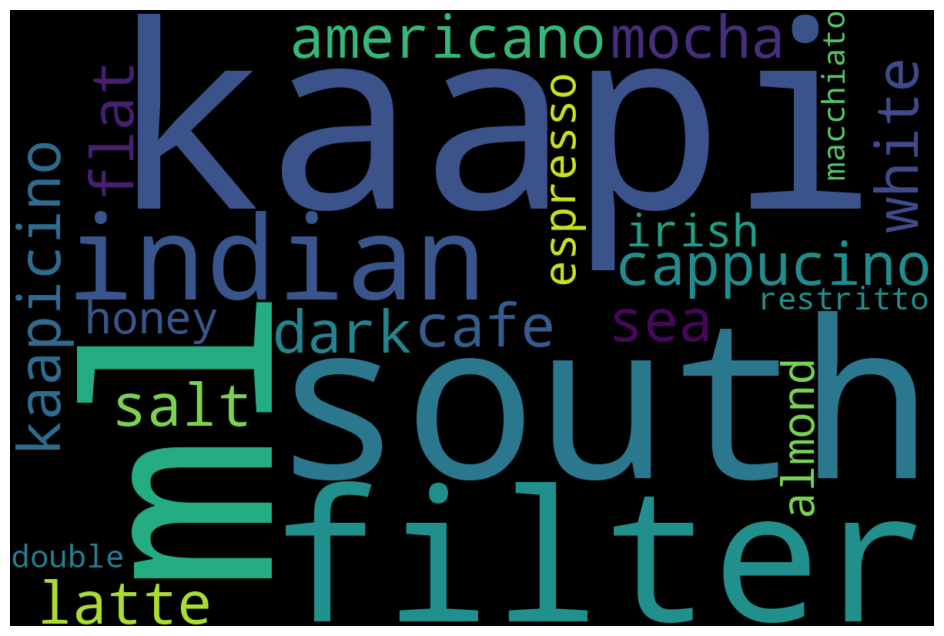 americano
mocha
macchiato
kaapi
flat
white
espresso
kaapicino
indian
irish
cappucino
restritto
honey
dark
cafe
sea
ml
south
salt
almond
filter
double
latte